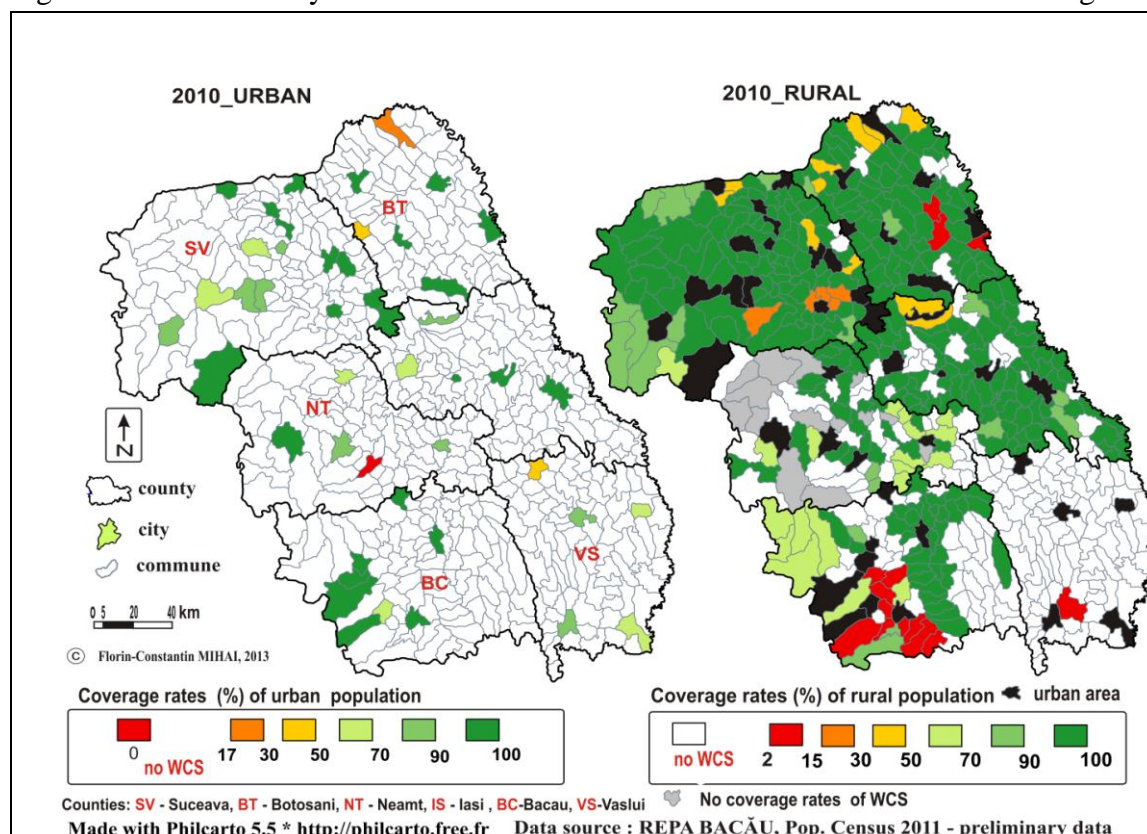 2010_URBAN
2010_RURAL
BT
SV
NT
BC
VS
N
county
city
commune
0 5 20 40 km
© Florin-Constantin MIHAI, 2013
Coverage rates (%) of urban population
0 17 30 50 70 90 100
no WCS
Coverage rates (%) of rural population urban area
no WCS 2 15 30 50 70 90 100
No coverage rates of WCS
Counties: SV - Suceava, BT - Botosani, NT - Neamt, IS - Iasi , BC-Bacau, VS-Vaslui
Made with Philcarto 5.5 * http://philcarto.free.fr Data source : REPA BACĂU, Pop. Census 2011 - preliminary data